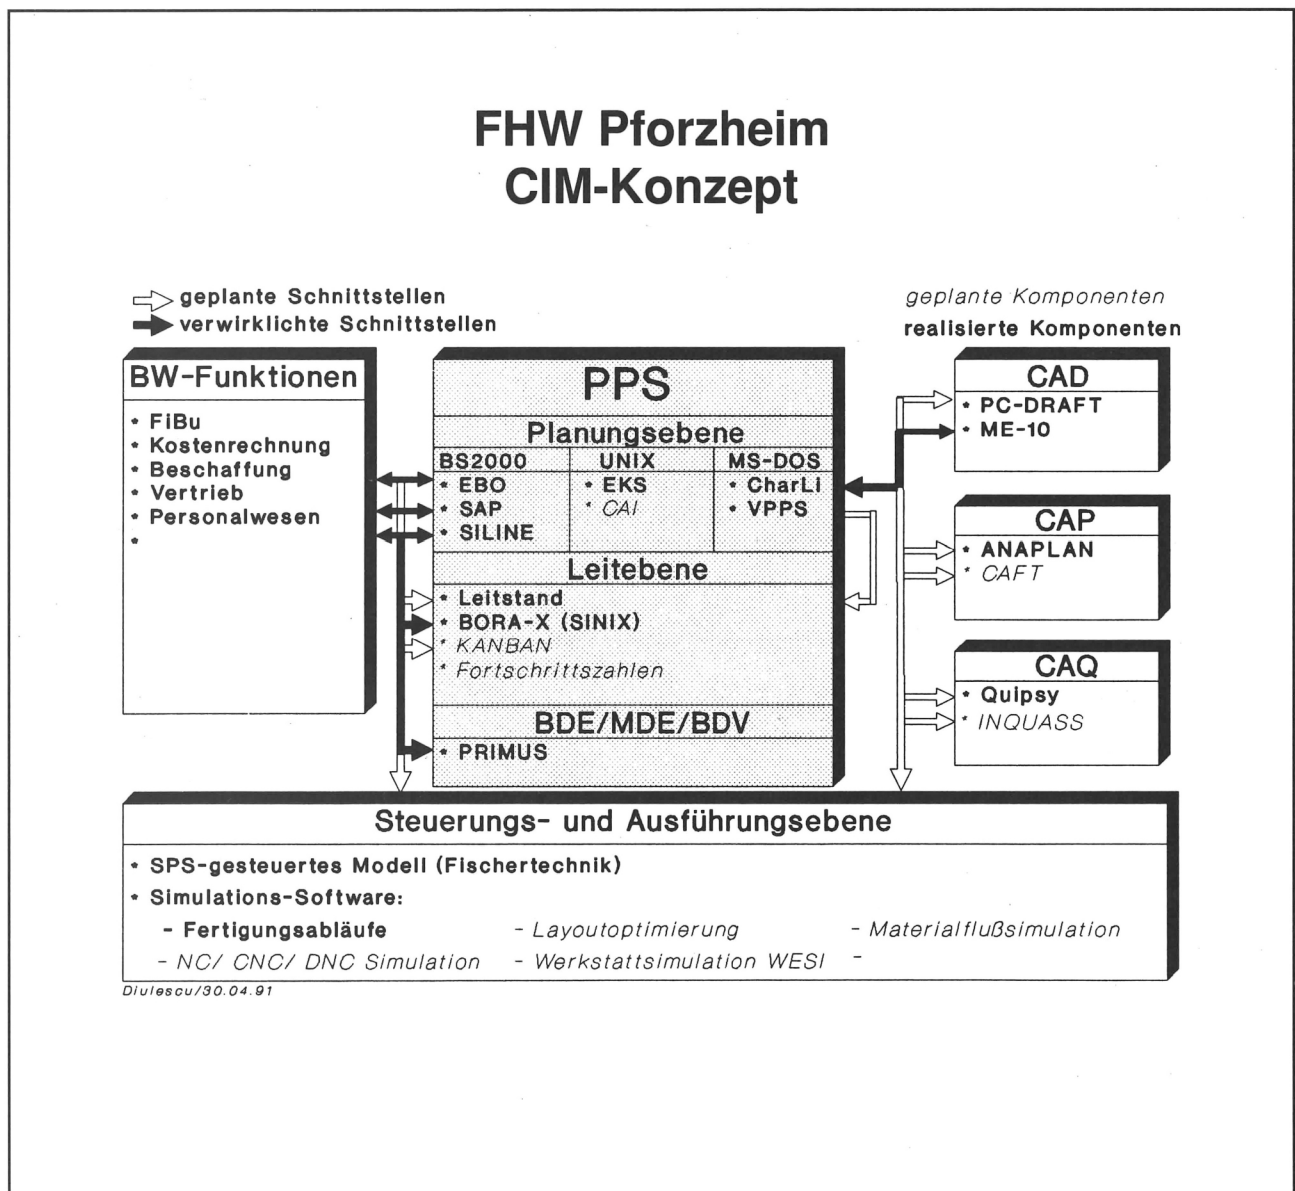 FHW Pforzheim
CIM-Konzept
geplante Schnittstellen
verwirklichte Schnittstellen
geplante Komponenten
realisierte Komponenten
BW-Funktionen
* FiBu
* Kostenrechnung
* Beschaffung
* Vertrieb
* Personalwesen
*
PPS
Planungsebene
BS2000 UNIX MS-DOS
* EBO * EKS * CharLi
* SAP * CAI * VPPS
* SILINE
Leitebene
* Leitstand
* BORA-X (SINIX)
* KANBAN
* Fortschrittszahlen
BDE/MDE/BDV
* PRIMUS
CAD
* PC-DRAFT
* ME-10
CAP
* ANAPLAN
* CAFT
CAQ
* Quipsy
* INQUASS
Steuerungs- und Ausführungsebene
* SPS-gesteuertes Modell (Fischertechnik)
* Simulations-Software:
- Fertigungsabläufe - Layoutoptimierung - Materialflußsimulation
- NC/ CNC/ DNC Simulation - Werkstattsimulation WESI -
Diulescu/30.04.91